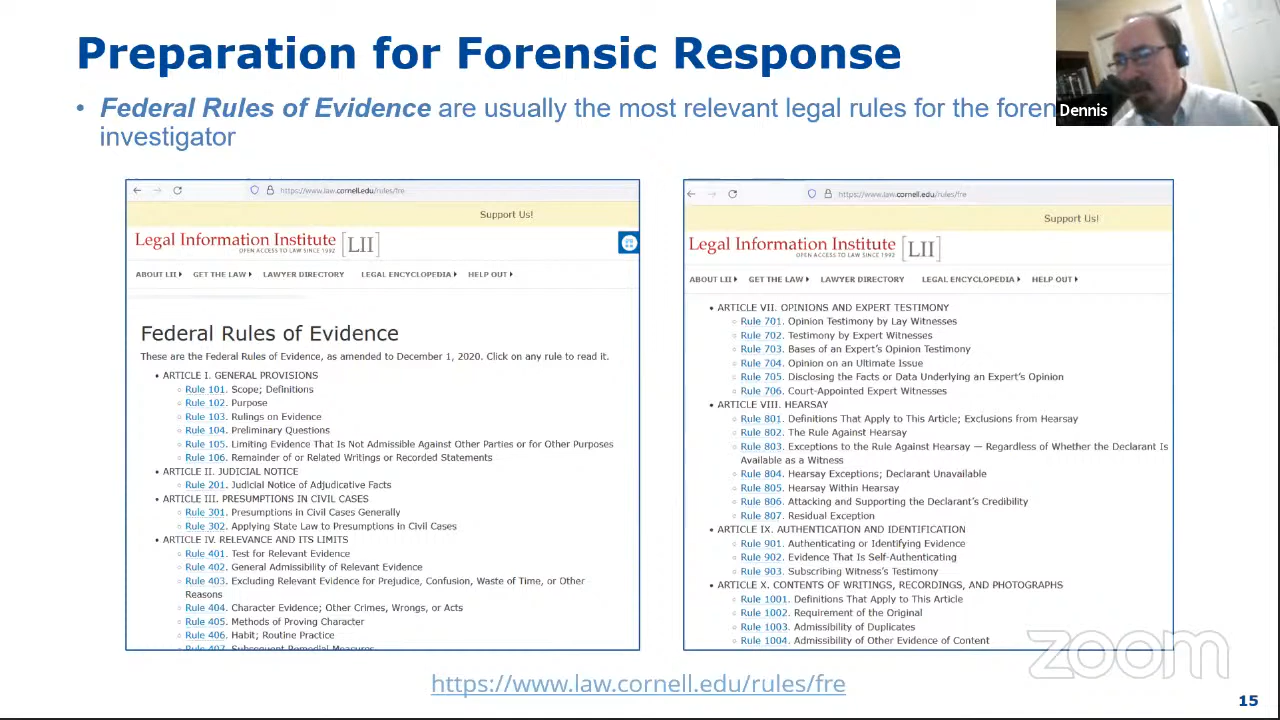 Preparation for Forensic Response
Dennis
• Federal Rules of Evidence are usually the most relevant legal rules for the foren
investigator
https://www.law.cornell.edu/rules/fre
Support Us!
Legal Information Institute [LII]
OPEN ACCESS TO LAW SINCE 1992
ABOUT LII GET THE LAW LAWYER DIRECTORY LEGAL ENCYCLOPEDIA HELP OUT
Federal Rules of Evidence
These are the Federal Rules of Evidence, as amended to December 1, 2020. Click on any rule to read it.
• ARTICLE I. GENERAL PROVISIONS
Rule 101. Scope; Definitions
Rule 102. Purpose
Rule 103. Rulings on Evidence
Rule 104. Preliminary Questions
Rule 105. Limiting Evidence That Is Not Admissible Against Other Parties or for Other Purposes
Rule 106. Remainder of or Related Writings or Recorded Statements
• ARTICLE II. JUDICIAL NOTICE
Rule 201. Judicial Notice of Adjudicative Facts
• ARTICLE III. PRESUMPTIONS IN CIVIL CASES
Rule 301. Presumptions in Civil Cases Generally
Rule 302. Applying State Law to Presumptions in Civil Cases
• ARTICLE IV. RELEVANCE AND ITS LIMITS
Rule 401. Test for Relevant Evidence
Rule 402. General Admissibility of Relevant Evidence
Rule 403. Excluding Relevant Evidence for Prejudice, Confusion, Waste of Time, or Other
Reasons
Rule 404. Character Evidence; Other Crimes, Wrongs, or Acts
Rule 405. Methods of Proving Character
Rule 406. Habit; Routine Practice
Rule 407. Subsequent Remedial Measures
https://www.law.cornell.edu/rules/fre
Support Us!
Legal Information Institute [LII]
OPEN ACCESS TO LAW SINCE 1992
ABOUT LII GET THE LAW LAWYER DIRECTORY LEGAL ENCYCLOPEDIA HELP OUT
• ARTICLE VII. OPINIONS AND EXPERT TESTIMONY
Rule 701. Opinion Testimony by Lay Witnesses
Rule 702. Testimony by Expert Witnesses
Rule 703. Bases of an Expert's Opinion Testimony
Rule 704. Opinion on an Ultimate Issue
Rule 705. Disclosing the Facts or Data Underlying an Expert's Opinion
Rule 706. Court-Appointed Expert Witnesses
• ARTICLE VIII. HEARSAY
Rule 801. Definitions That Apply to This Article; Exclusions from Hearsay
Rule 802. The Rule Against Hearsay
Rule 803. Exceptions to the Rule Against Hearsay — Regardless of Whether the Declarant Is
Available as a Witness
Rule 804. Hearsay Exceptions; Declarant Unavailable
Rule 805. Hearsay Within Hearsay
Rule 806. Attacking and Supporting the Declarant's Credibility
Rule 807. Residual Exception
• ARTICLE IX. AUTHENTICATION AND IDENTIFICATION
Rule 901. Authenticating or Identifying Evidence
Rule 902. Evidence That Is Self-Authenticating
Rule 903. Subscribing Witness's Testimony
• ARTICLE X. CONTENTS OF WRITINGS, RECORDINGS, AND PHOTOGRAPHS
Rule 1001. Definitions That Apply to This Article
Rule 1002. Requirement of the Original
Rule 1003. Admissibility of Duplicates
Rule 1004. Admissibility of Other Evidence of Content
zoom
https://www.law.cornell.edu/rules/fre
15